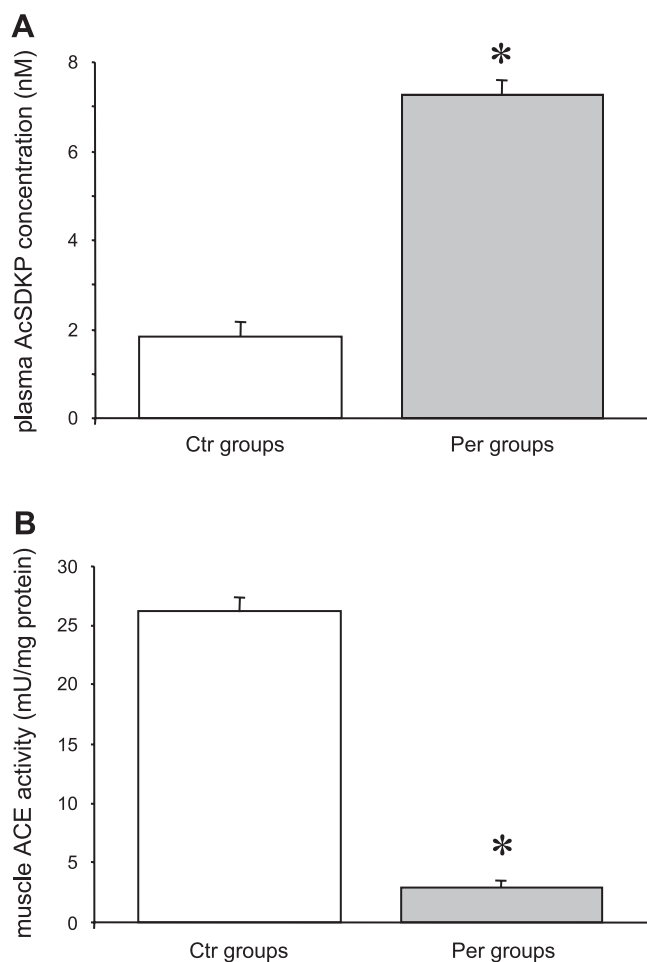 A
plasma AcSDKP concentration (nM)
8
6
4
2
0
*
Ctr groups Per groups
B
muscle ACE activity (mU/mg protein)
30
25
20
15
10
5
0
*
Ctr groups Per groups